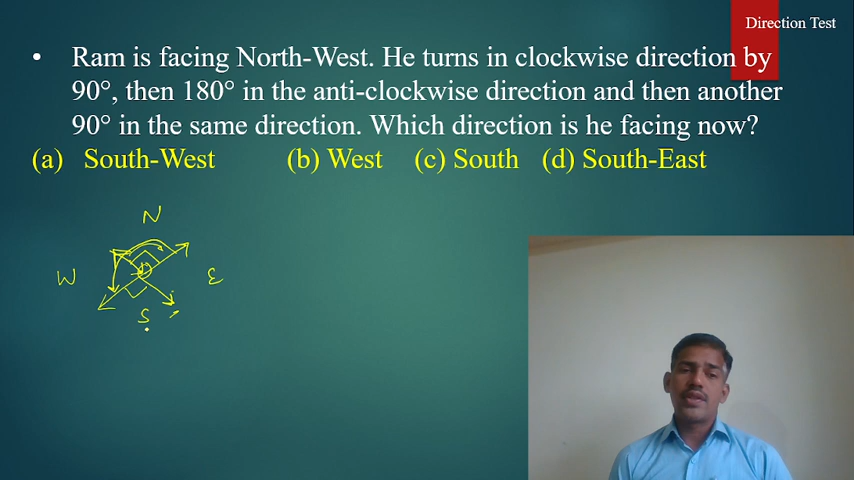 Direction Test
• Ram is facing North-West. He turns in clockwise direction by
90°, then 180° in the anti-clockwise direction and then another
90° in the same direction. Which direction is he facing now?
(a) South-West (b) West (c) South (d) South-East
N
W
E
S